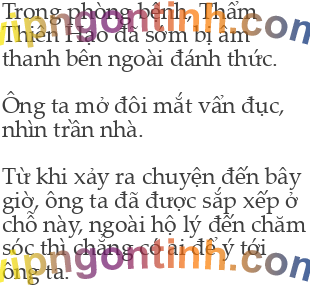 Trong phòng bệnh, Thẩm
Thiên Hạo đã sớm bị âm
thanh bên ngoài đánh thức.
Ông ta mở đôi mắt vẩn đục,
nhìn trần nhà.
Từ khi xảy ra chuyện đến bây
giờ, ông ta đã được sắp xếp ở
chỗ này, ngoài hộ lý đến chăm
sóc thì chẳng có ai để ý tới
ông ta.
vipngontinh.com
vipngontinh.com